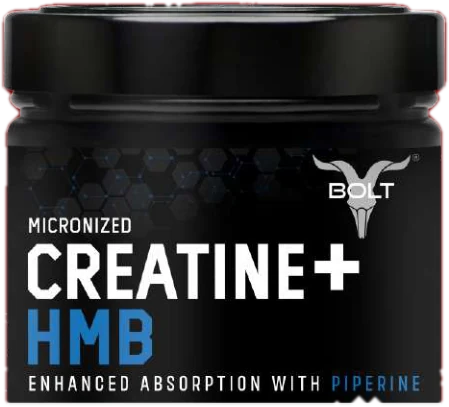 BOLT®
MICRONIZED
CREATINE+
HMB
ENHANCED ABSORPTION WITH PIPERINE